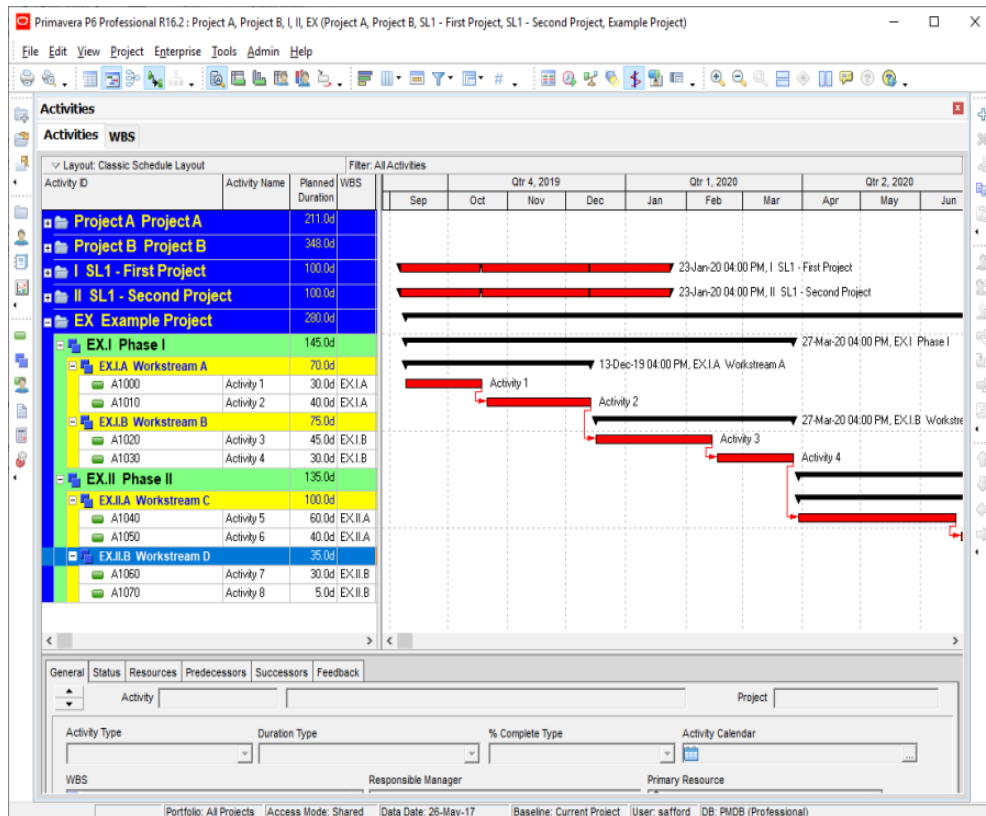 Primavera P6 Professional R16.2 : Project A, Project B, I, II, EX (Project A, Project B, SL1 - First Project, SL1 - Second Project, Example Project)
File Edit View Project Enterprise Tools Admin Help
Activities
Activities WBS
Layout: Classic Schedule Layout Filter: All Activities
Activity ID Activity Name Planned Duration WBS Qtr 4, 2019 Qtr 1, 2020 Qtr 2, 2020
Sep Oct Nov Dec Jan Feb Mar Apr May Jun
Project A Project A 211.0d
Project B Project B 348.0d
I SL1 - First Project 100.0d 23-Jan-20 04:00 PM, I SL1 - First Project
II SL1 - Second Project 100.0d 23-Jan-20 04:00 PM, II SL1 - Second Project
EX Example Project 280.0d
EX.I Phase I 145.0d 27-Mar-20 04:00 PM, EX.I Phase I
EX.I.A Workstream A 70.0d 13-Dec-19 04:00 PM, EX.I.A Workstream A
A1000 Activity 1 30.0d EX.I.A Activity 1
A1010 Activity 2 40.0d EX.I.A Activity 2
EX.I.B Workstream B 75.0d 27-Mar-20 04:00 PM, EX.I.B Workstre
A1020 Activity 3 45.0d EX.I.B Activity 3
A1030 Activity 4 30.0d EX.I.B Activity 4
EX.II Phase II 135.0d
EX.II.A Workstream C 100.0d
A1040 Activity 5 60.0d EX.II.A
A1050 Activity 6 40.0d EX.II.A
EX.II.B Workstream D 35.0d
A1060 Activity 7 30.0d EX.II.B
A1070 Activity 8 5.0d EX.II.B
General Status Resources Predecessors Successors Feedback
Activity Project
Activity Type Duration Type % Complete Type Activity Calendar
WBS Responsible Manager Primary Resource
Portfolio: All Projects Access Mode: Shared Data Date: 26-May-17 Baseline: Current Project User: safford DB: PMDB (Professional)